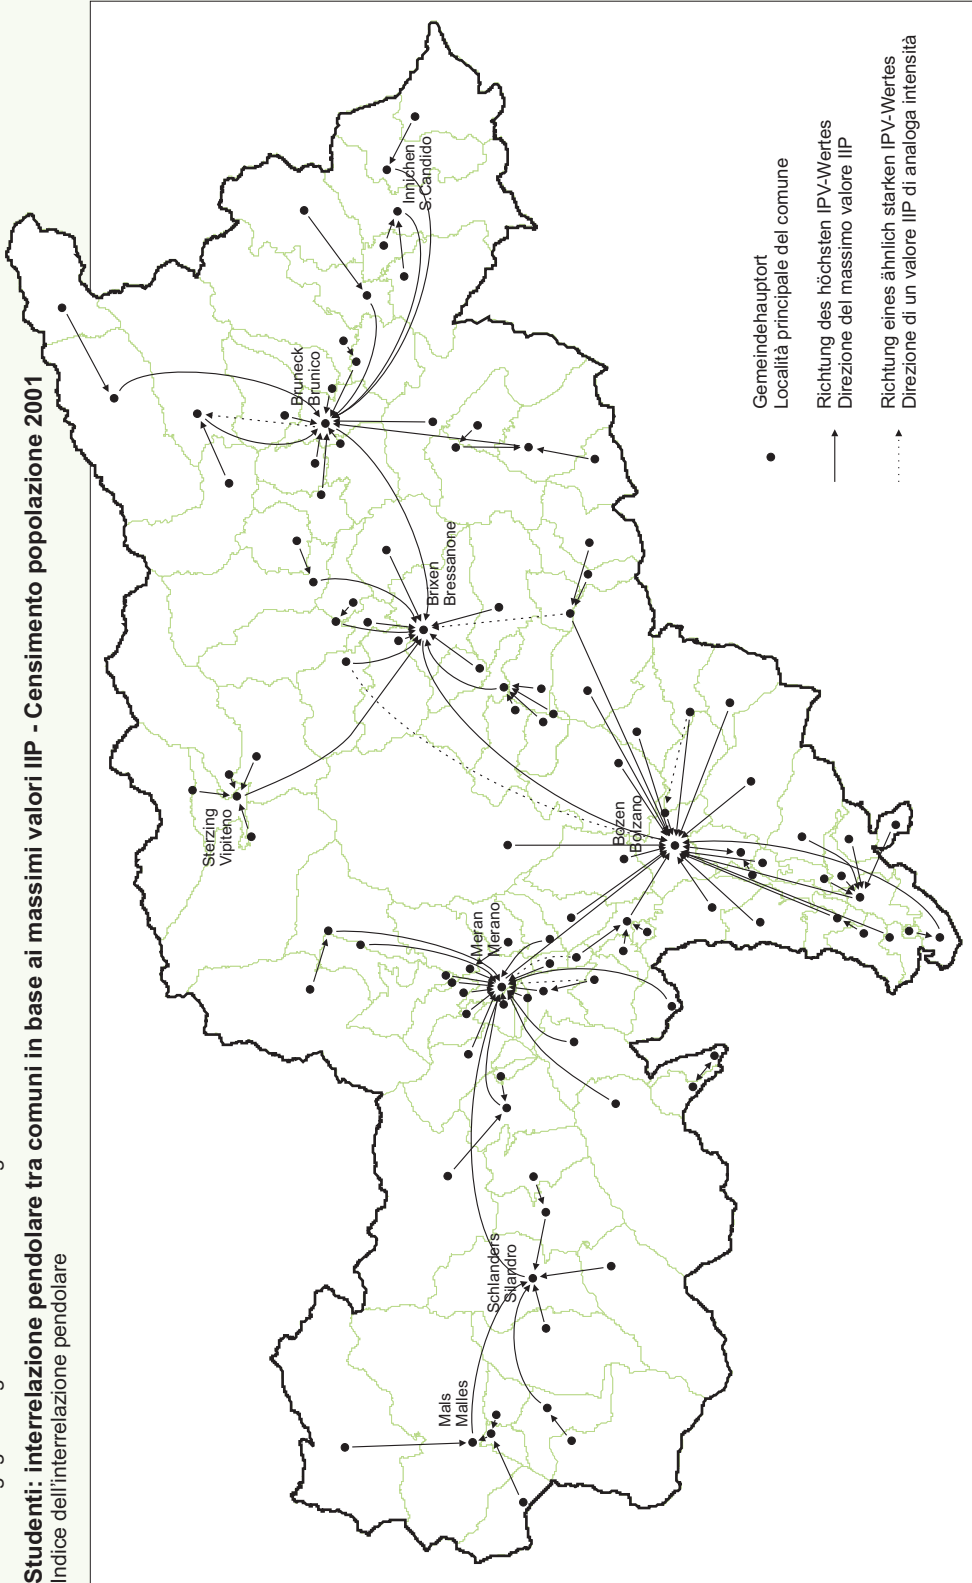 Studenti: interrelazione pendolare tra comuni in base ai massimi valori IIP - Censimento popolazione 2001
Indice dell'interrelazione pendolare
Mals
Malles
Schlanders
Silandro
Meran
Merano
Sterzing
Vipiteno
Bozen
Bolzano
Brixen
Bressanone
Bruneck
Brunico
Innichen
S.Candido
Gemeindehauptort
Località principale del comune
Richtung des höchsten IPV-Wertes
Direzione del massimo valore IIP
Richtung eines ähnlich starken IPV-Wertes
Direzione di un valore IIP di analoga intensità